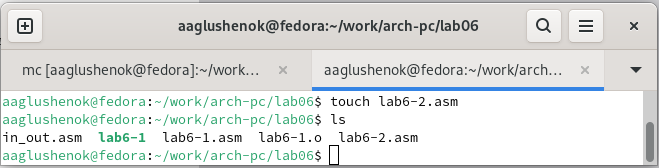 aaglushenok@fedora:~/work/arch-pc/lab06
mc [aaglushenok@fedora]:~/work... aaglushenok@fedora:~/work/arch...
aaglushenok@fedora:~/work/arch-pc/lab06$ touch lab6-2.asm
aaglushenok@fedora:~/work/arch-pc/lab06$ ls
in_out.asm  lab6-1  lab6-1.asm  lab6-1.o  lab6-2.asm
aaglushenok@fedora:~/work/arch-pc/lab06$